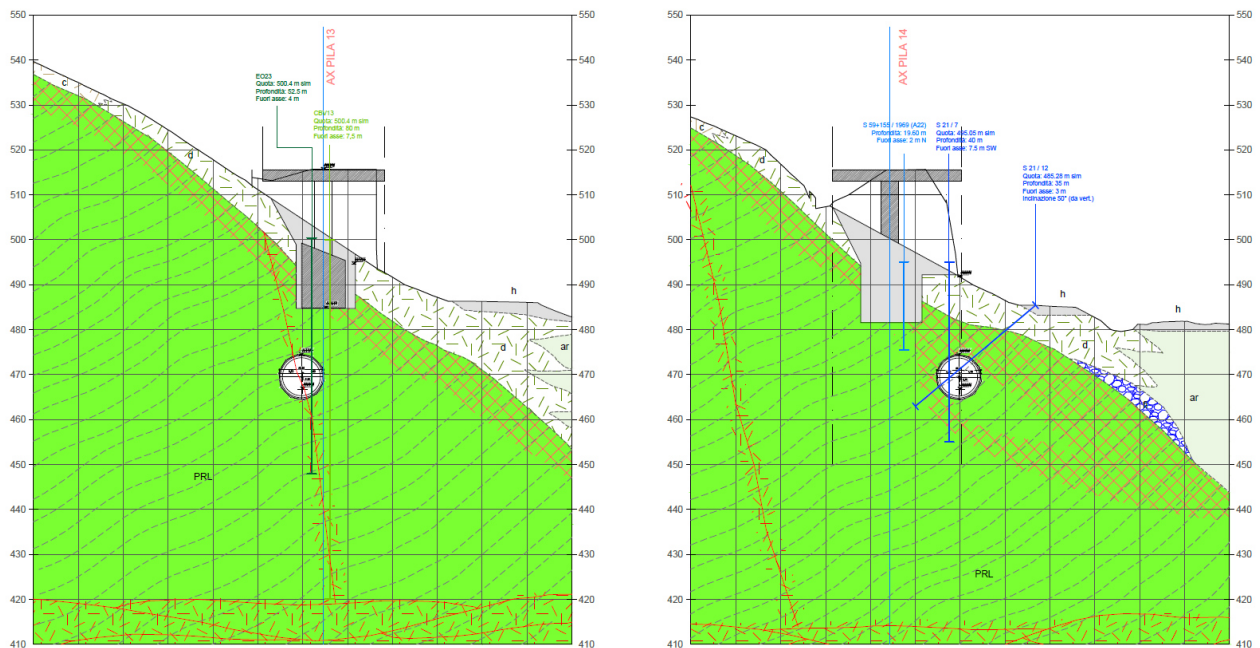 550
540
530
520
510
500
490
480
470
460
450
440
430
420
410
550
540
530
520
510
500
490
480
470
460
450
440
430
420
410
AX PILA 13
EO23
Quota: 500.4 m slm
Profondità: 52.5 m
Fuori asse: 4 m
Quota: 500.4 m slm
Profondità: 60 m
Fuori asse: 7,5 m
c
d
h
d
ar
PRL
550
540
530
520
510
500
490
480
470
460
450
440
430
420
410
550
540
530
520
510
500
490
480
470
460
450
440
430
420
410
AX PILA 14
S 59+155 / 1969 (A22)
Profondità: 19.60 m
Fuori asse: 2 m N
S 21 / 7
Quota: 495.05 m slm
Profondità: 40 m
Fuori asse: 7.5 m SW
S 21 / 12
Quota: 485.28 m slm
Profondità: 35 m
Fuori asse: 3 m
Inclinazione 50° (da vert.)
c
d
h
h
d
ar
PRL